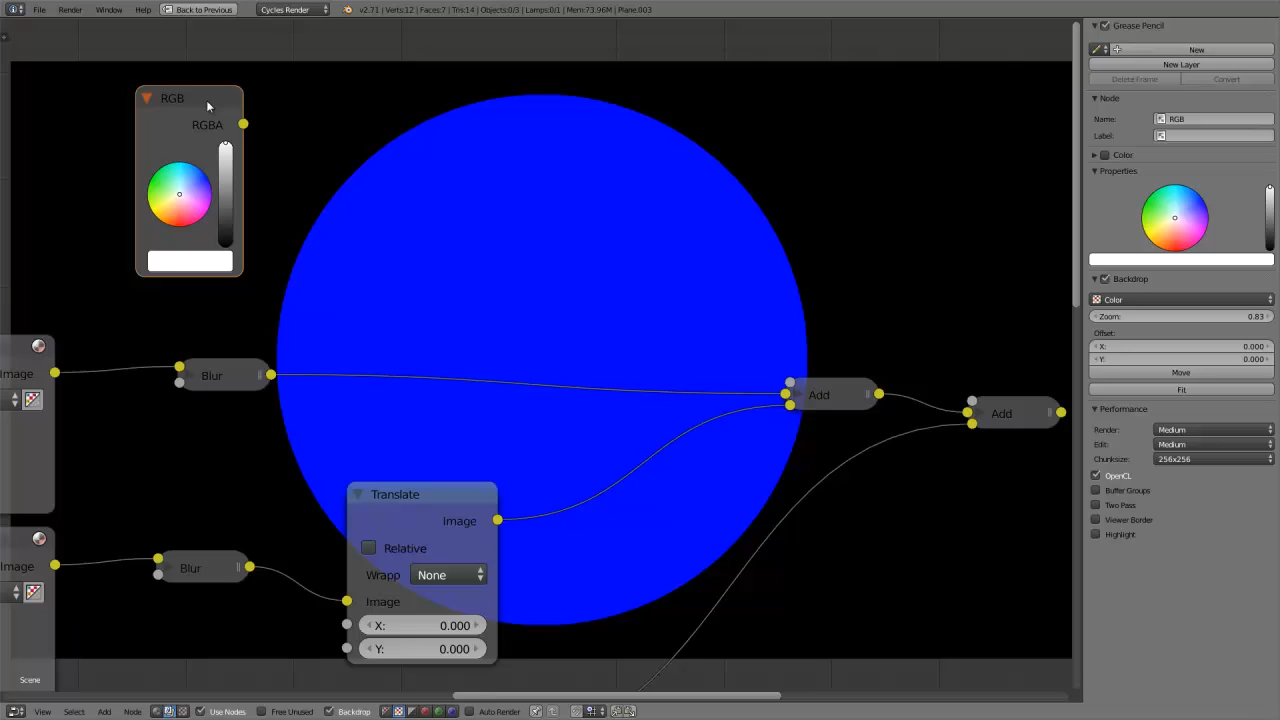 File Render Window Help Back to Previous Cycles Render v2.71 | Verts:12 | Faces:7 | Tris:14 | Objects:0/3 | Lamps:0/1 | Mem:73.96M | Plane.003
Grease Pencil
New
New Layer
Delete Frame Convert
Node
Name: RGB
Label:
Color
Properties
Backdrop
Color
Zoom: 0.83
Offset:
X: 0.000
Y: 0.000
Move
Fit
Performance
Render: Medium
Edit: Medium
Chunksize: 256x256
OpenCL
Buffer Groups
Two Pass
Viewer Border
Highlight
RGB
RGBA
Image
Blur
Add
Add
Translate
Image
Relative
Wrapp None
Image
X: 0.000
Y: 0.000
Image
Blur
Scene
View Select Add Node Use Nodes Free Unused Backdrop Auto Render